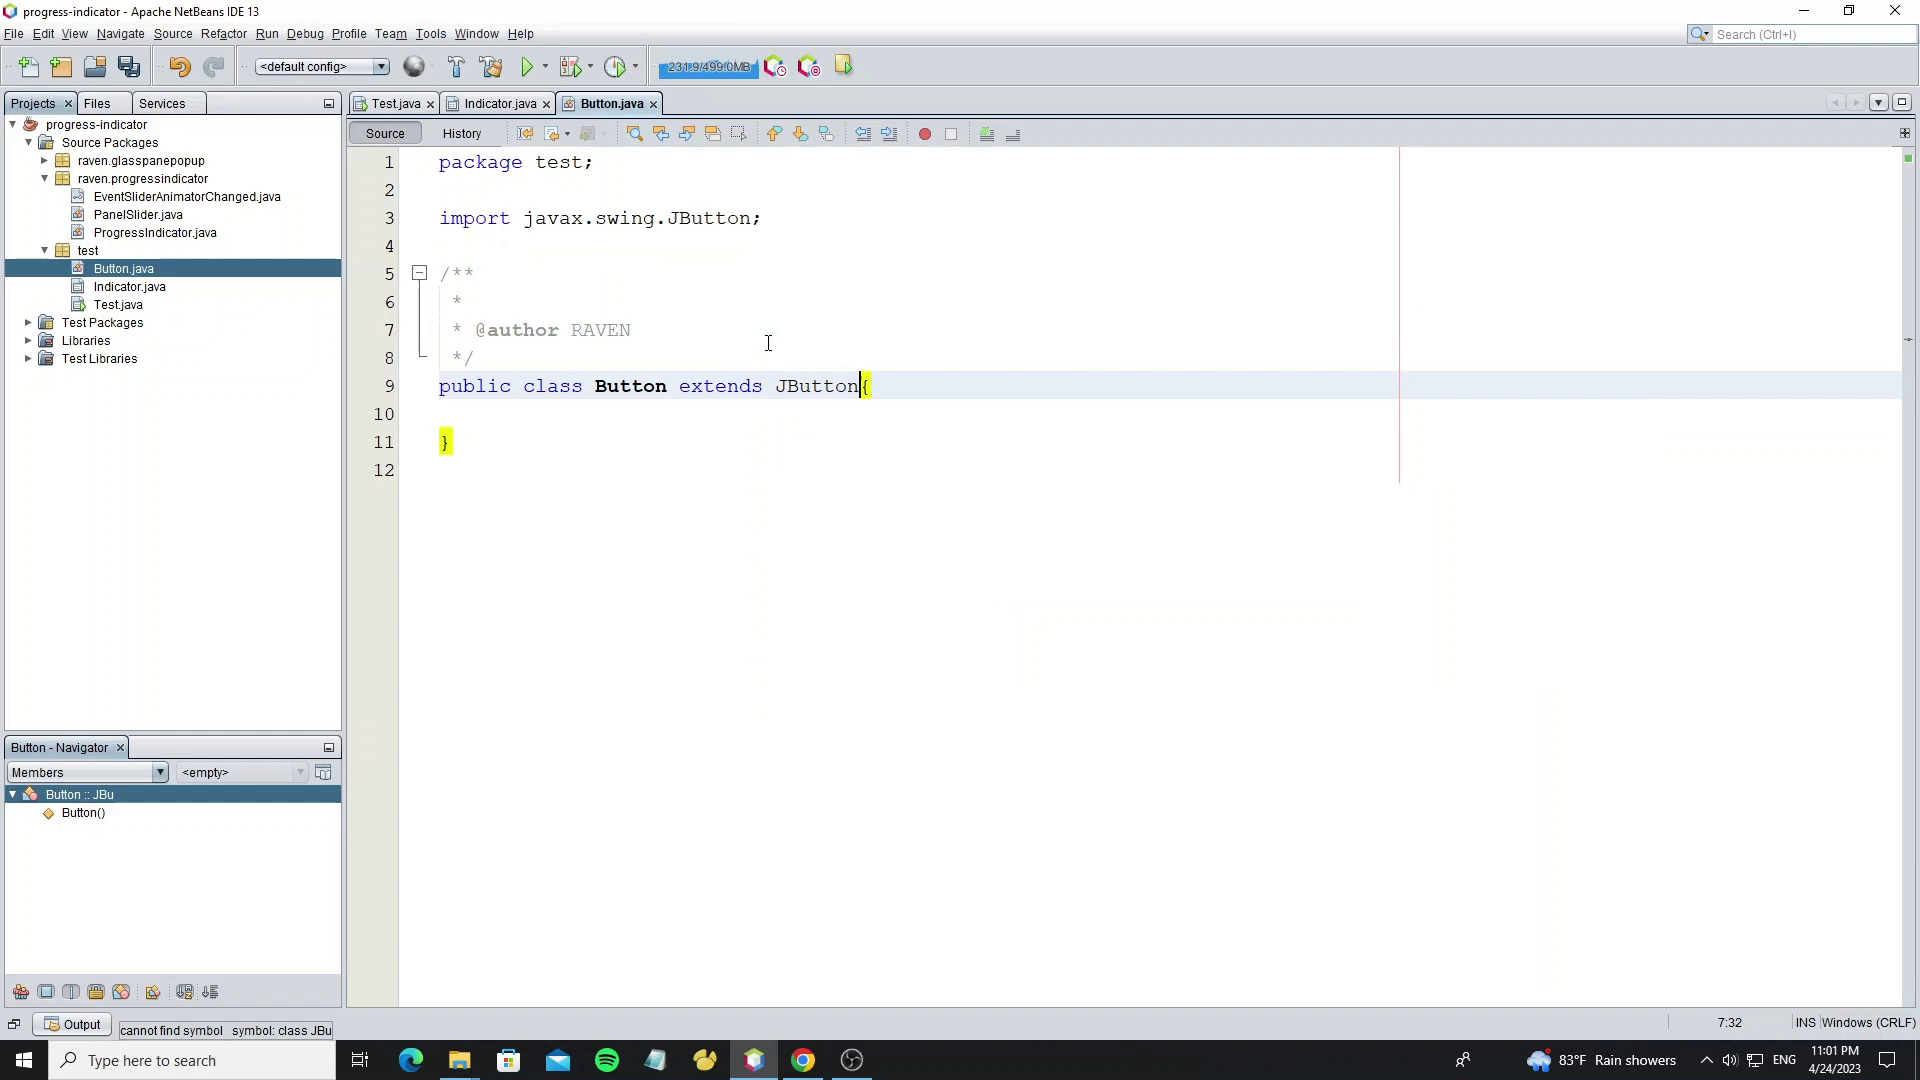 progress-indicator - Apache NetBeans IDE 13
File Edit View Navigate Source Refactor Run Debug Profile Team Tools Window Help
Search (Ctrl+I)
<default config>
231.9/499.0MB
Projects Files Services
Test.java Indicator.java Button.java
progress-indicator
Source Packages
raven.glasspanepopup
raven.progressindicator
EventSliderAnimatorChanged.java
PanelSlider.java
ProgressIndicator.java
test
Button.java
Indicator.java
Test.java
Test Packages
Libraries
Test Libraries
Source History
1 package test;
2
3 import javax.swing.JButton;
4
5 /**
6 *
7 * @author RAVEN
8 */
9 public class Button extends JButton{
10
11 }
12
Button - Navigator
Members <empty>
Button :: JBu
Button()
Output
cannot find symbol symbol: class JBu
7:32 INS Windows (CRLF)
Type here to search
83°F Rain showers
ENG
11:01 PM
4/24/2023